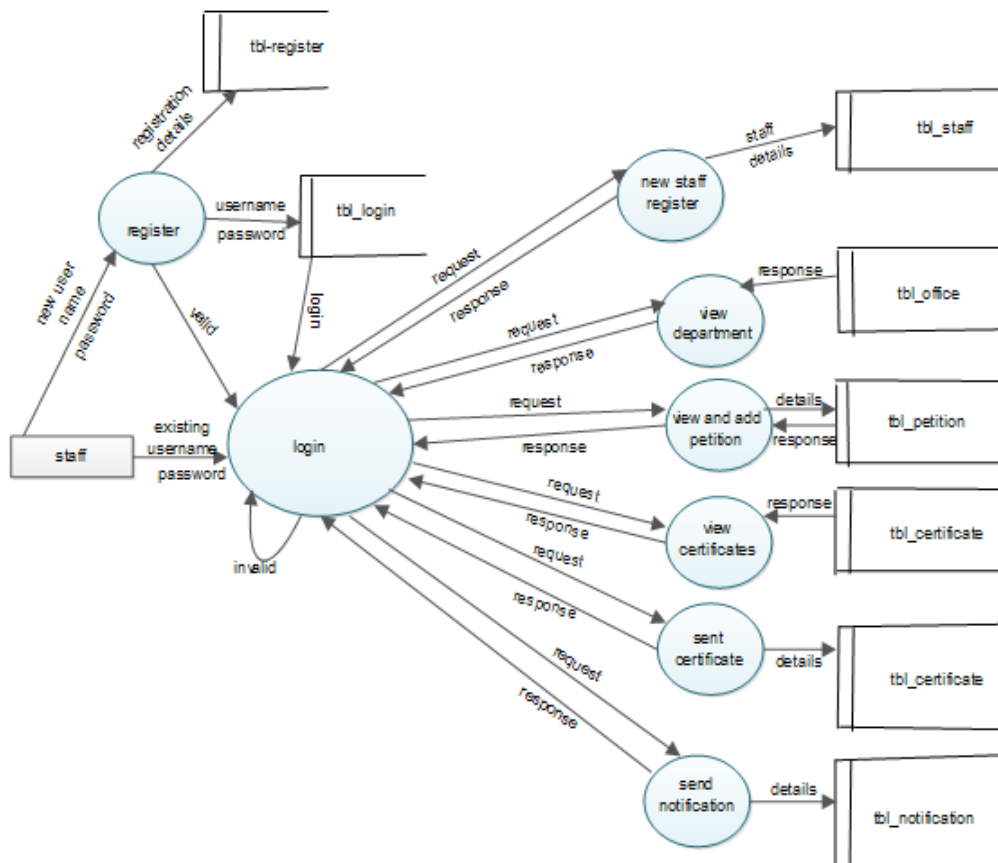 tbl-register
registration
details
register
username
password
tbl_login
new user
name
password
valid
login
staff
existing
username
password
login
invalid
request
response
new staff
register
staff
details
tbl_staff
request
response
view
department
response
tbl_office
request
response
view and add
petition
details
response
tbl_petition
request
response
view
certificates
response
tbl_certificate
request
response
sent
certificate
details
tbl_certificate
request
response
send
notification
details
tbl_notification